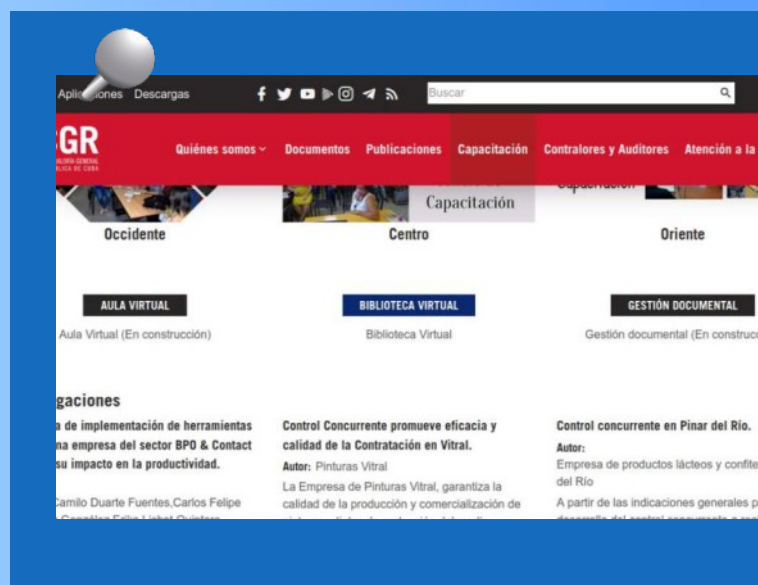 Aplicaciones Descargas
Buscar
CGR
Quiénes somos Documentos Publicaciones Capacitación Contralores y Auditores Atención a la
Capacitación
Capacitación
Occidente Centro Oriente
AULA VIRTUAL BIBLIOTECA VIRTUAL GESTIÓN DOCUMENTAL
Aula Virtual (En construcción) Biblioteca Virtual Gestión documental (En construcc
gaciones
a de implementación de herramientas
na empresa del sector BPO & Contact
su impacto en la productividad.
Camilo Duarte Fuentes,Carlos Felipe
Control Concurrente promueve eficacia y
calidad de la Contratación en Vitral.
Autor: Pinturas Vitral
La Empresa de Pinturas Vitral, garantiza la
calidad de la producción y comercialización de
Control concurrente en Pinar del Río.
Autor:
Empresa de productos lácteos y confite
del Río
A partir de las indicaciones generales p